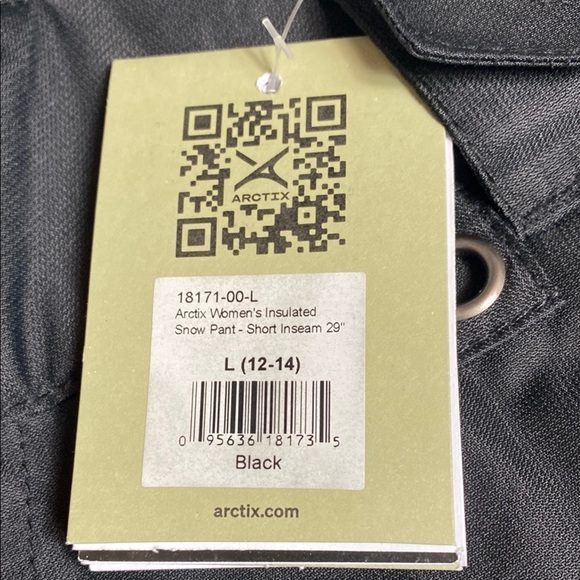 ARCTIX
18171-00-L
Arctix Women's Insulated
Snow Pant - Short Inseam 29"
L (12-14)
0 95636 18173 5
Black
arctix.com